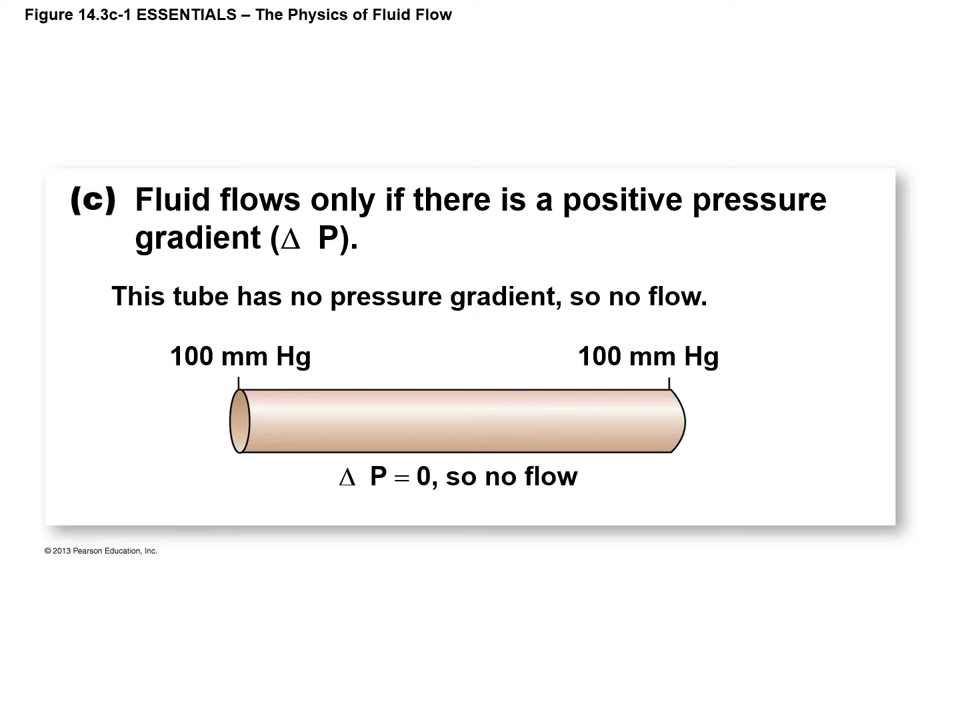 Figure 14.3c-1 ESSENTIALS – The Physics of Fluid Flow
(c) Fluid flows only if there is a positive pressure
gradient (Δ P).
This tube has no pressure gradient, so no flow.
100 mm Hg 100 mm Hg
Δ P = 0, so no flow
© 2013 Pearson Education, Inc.